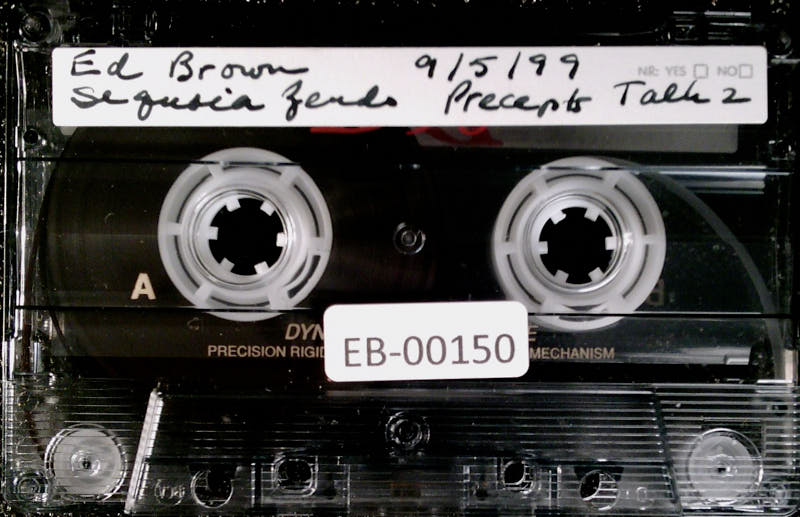 Ed Brown 9/5/99 NR: YES NO
Sequoia Zendo Precepts Talk 2
A
DYN E
EB-00150
PRECISION RIGID MECHANISM